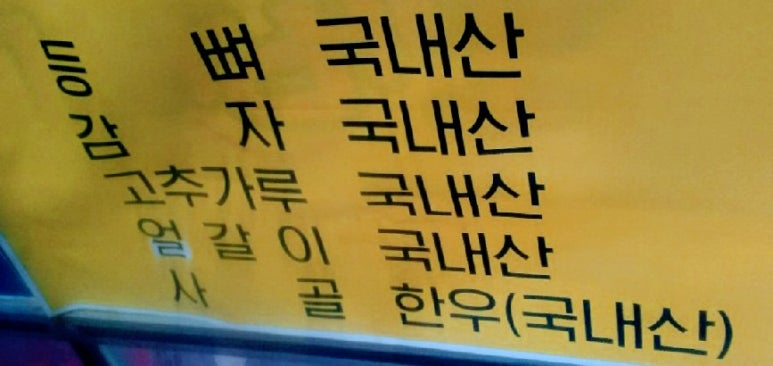 등 뼈 국내산
감 자 국내산
고추가루 국내산
얼갈이 국내산
사 골 한우(국내산)